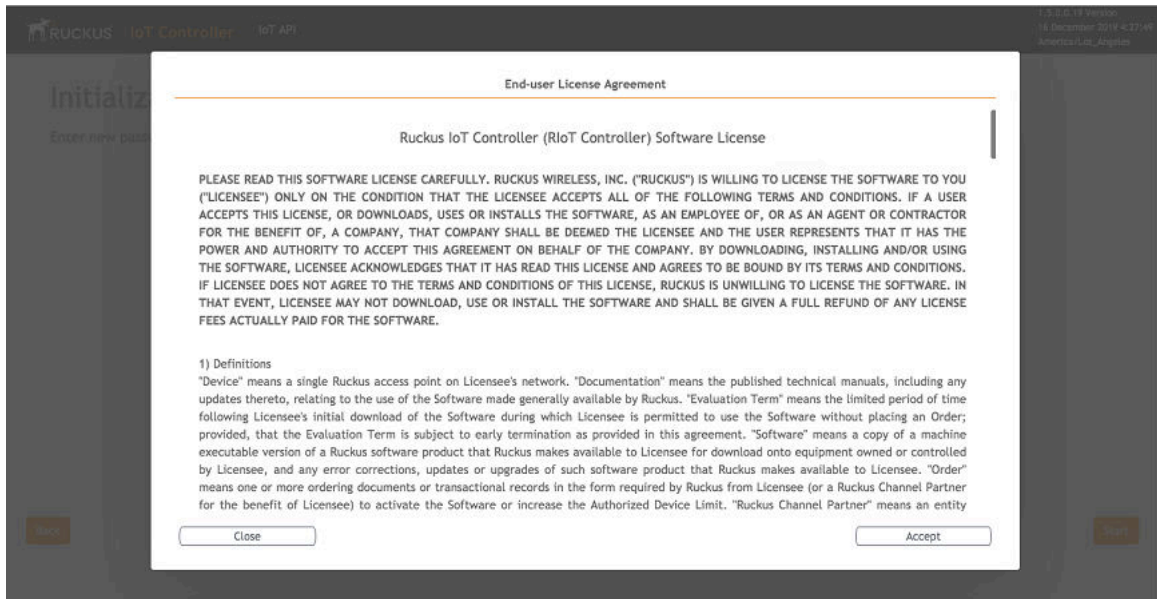 1.5.0.0.19 Version
RUCKUS IoT Controller IoT API
16 December 2019 4:27:49
America/Los_Angeles
End-user License Agreement
Initializ
Enter new pass
Ruckus IoT Controller (RIoT Controller) Software License
PLEASE READ THIS SOFTWARE LICENSE CAREFULLY. RUCKUS WIRELESS, INC. ("RUCKUS") IS WILLING TO LICENSE THE SOFTWARE TO YOU
("LICENSEE") ONLY ON THE CONDITION THAT THE LICENSEE ACCEPTS ALL OF THE FOLLOWING TERMS AND CONDITIONS. IF A USER
ACCEPTS THIS LICENSE, OR DOWNLOADS, USES OR INSTALLS THE SOFTWARE, AS AN EMPLOYEE OF, OR AS AN AGENT OR CONTRACTOR
FOR THE BENEFIT OF, A COMPANY, THAT COMPANY SHALL BE DEEMED THE LICENSEE AND THE USER REPRESENTS THAT IT HAS THE
POWER AND AUTHORITY TO ACCEPT THIS AGREEMENT ON BEHALF OF THE COMPANY. BY DOWNLOADING, INSTALLING AND/OR USING
THE SOFTWARE, LICENSEE ACKNOWLEDGES THAT IT HAS READ THIS LICENSE AND AGREES TO BE BOUND BY ITS TERMS AND CONDITIONS.
IF LICENSEE DOES NOT AGREE TO THE TERMS AND CONDITIONS OF THIS LICENSE, RUCKUS IS UNWILLING TO LICENSE THE SOFTWARE. IN
THAT EVENT, LICENSEE MAY NOT DOWNLOAD, USE OR INSTALL THE SOFTWARE AND SHALL BE GIVEN A FULL REFUND OF ANY LICENSE
FEES ACTUALLY PAID FOR THE SOFTWARE.
1) Definitions
"Device" means a single Ruckus access point on Licensee's network. "Documentation" means the published technical manuals, including any
updates thereto, relating to the use of the Software made generally available by Ruckus. "Evaluation Term" means the limited period of time
following Licensee's initial download of the Software during which Licensee is permitted to use the Software without placing an Order;
provided, that the Evaluation Term is subject to early termination as provided in this agreement. "Software" means a copy of a machine
executable version of a Ruckus software product that Ruckus makes available to Licensee for download onto equipment owned or controlled
by Licensee, and any error corrections, updates or upgrades of such software product that Ruckus makes available to Licensee. "Order"
means one or more ordering documents or transactional records in the form required by Ruckus from Licensee (or a Ruckus Channel Partner
for the benefit of Licensee) to activate the Software or increase the Authorized Device Limit. "Ruckus Channel Partner" means an entity
Back
Close
Accept
Start